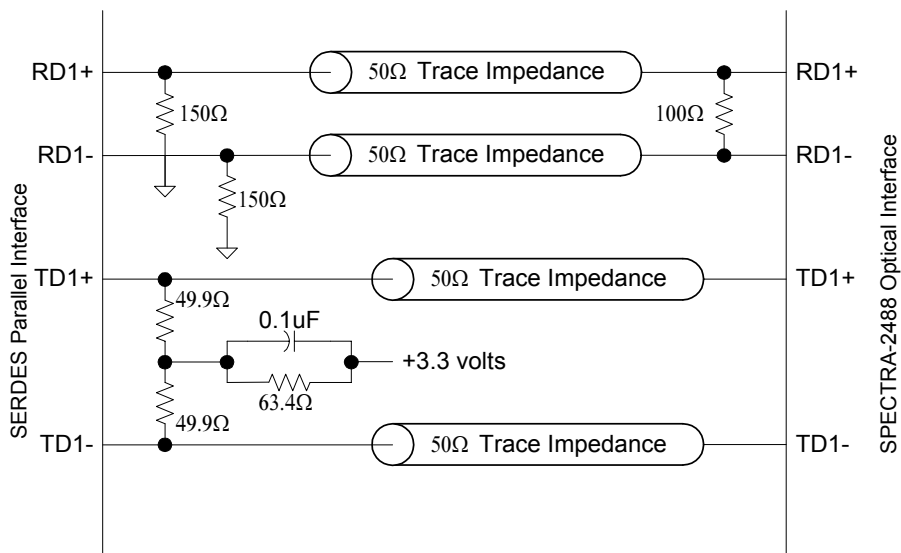 SERDES Parallel Interface
SPECTRA-2488 Optical Interface
RD1+
50Ω Trace Impedance
RD1+
150Ω
100Ω
RD1-
50Ω Trace Impedance
RD1-
150Ω
TD1+
50Ω Trace Impedance
TD1+
49.9Ω
0.1uF
+3.3 volts
63.4Ω
49.9Ω
TD1-
50Ω Trace Impedance
TD1-